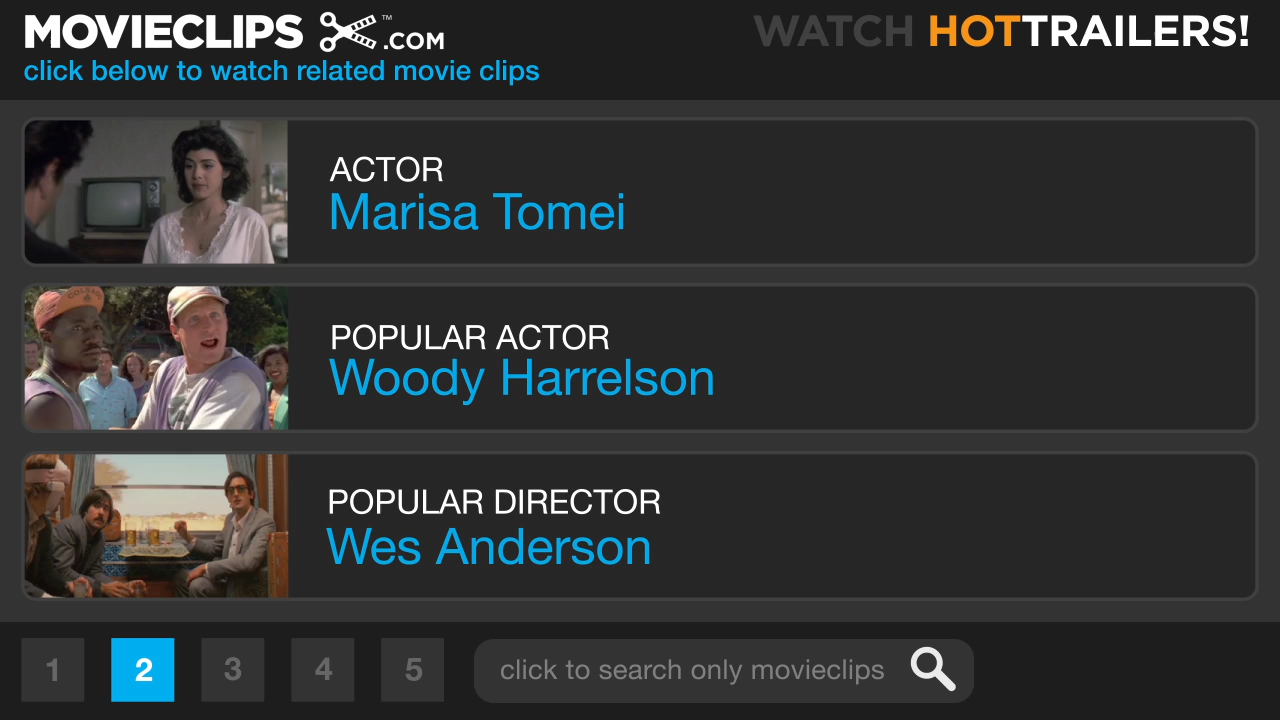 MOVIECLIPS ™ .COM
WATCH HOTTRAILERS!
click below to watch related movie clips
ACTOR
Marisa Tomei
POPULAR ACTOR
Woody Harrelson
POPULAR DIRECTOR
Wes Anderson
1 2 3 4 5 click to search only movieclips